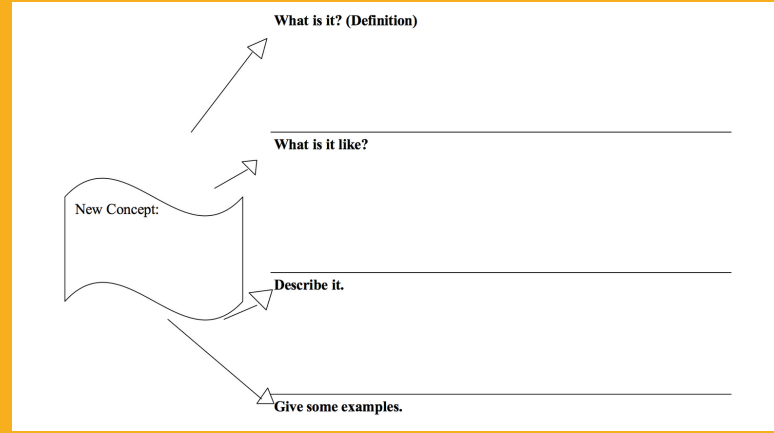 What is it? (Definition)
What is it like?
New Concept:
Describe it.
Give some examples.